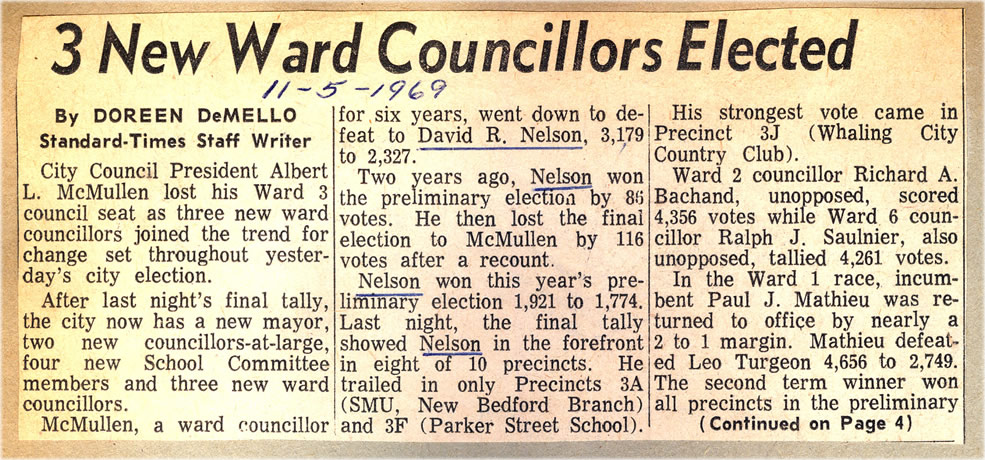 3 New Ward Councillors Elected
11-5-1969
By DOREEN DeMELLO
Standard-Times Staff Writer
City Council President Albert
L. McMullen lost his Ward 3
council seat as three new ward
councillors joined the trend for
change set throughout yester-
day's city election.
After last night's final tally,
the city now has a new mayor,
two new councillors-at-large,
four new School Committee
members and three new ward
councillors.
McMullen, a ward councillor
for six years, went down to de-
feat to David R. Nelson, 3,179
to 2,327.
Two years ago, Nelson won
the preliminary election by 86
votes. He then lost the final
election to McMullen by 116
votes after a recount.
Nelson won this year's pre-
liminary election 1,921 to 1,774.
Last night, the final tally
showed Nelson in the forefront
in eight of 10 precincts. He
trailed in only Precincts 3A
(SMU, New Bedford Branch)
and 3F (Parker Street School).
His strongest vote came in
Precinct 3J (Whaling City
Country Club).
Ward 2 councillor Richard A.
Bachand, unopposed, scored
4,356 votes while Ward 6 coun-
cillor Ralph J. Saulnier, also
unopposed, tallied 4,261 votes.
In the Ward 1 race, incum-
bent Paul J. Mathieu was re-
turned to office by nearly a
2 to 1 margin. Mathieu defeat-
ed Leo Turgeon 4,656 to 2,749.
The second term winner won
all precincts in the preliminary
(Continued on Page 4)